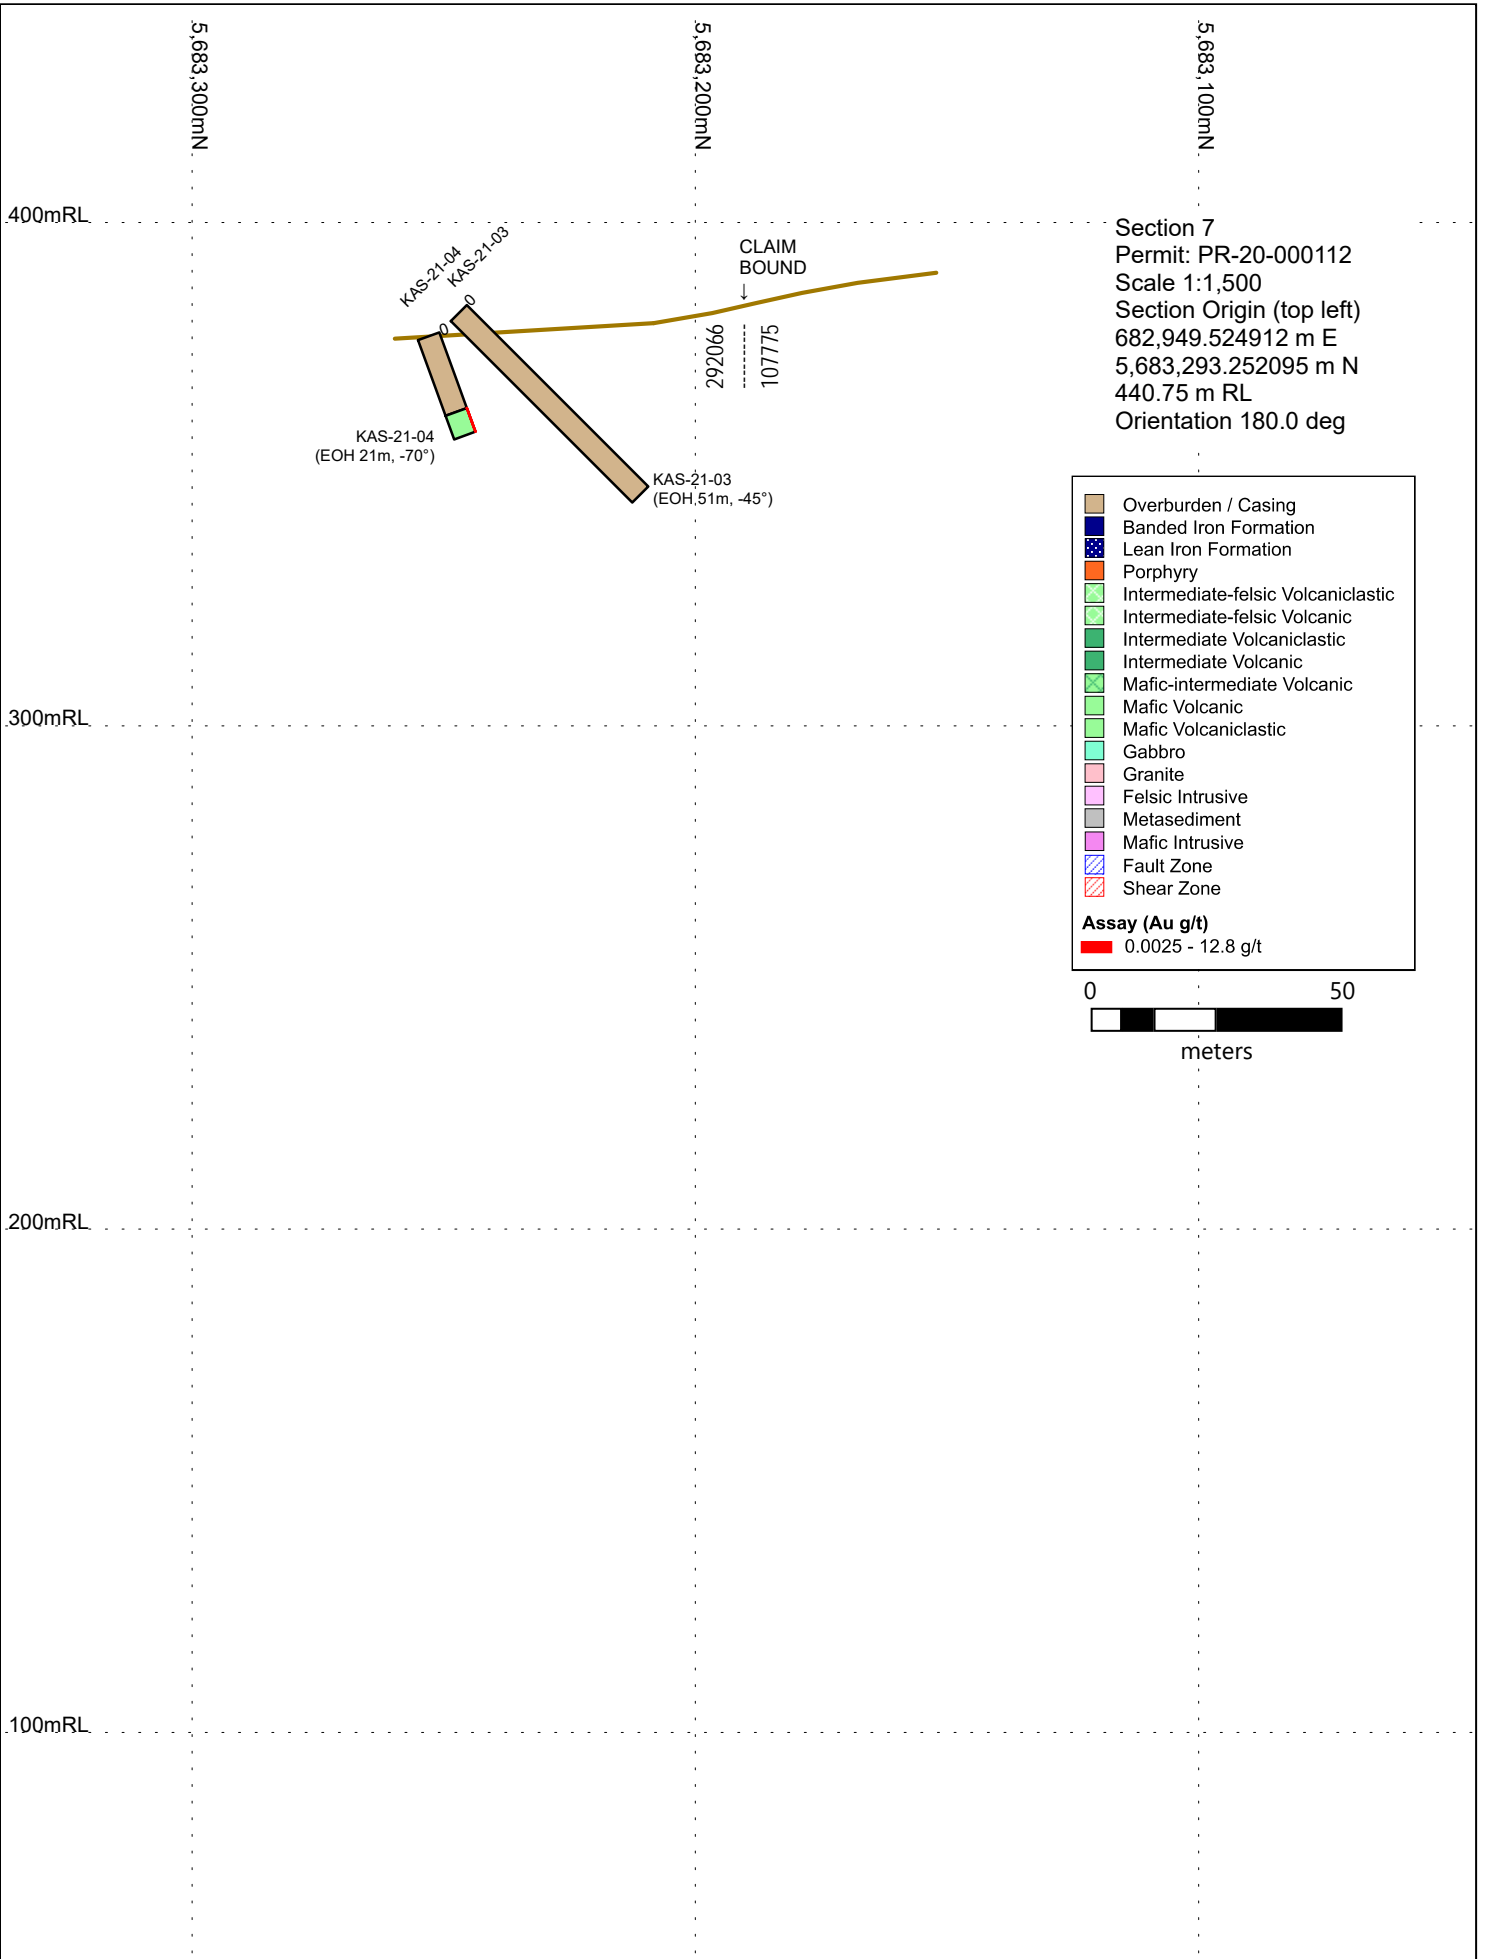 5,683,300mN
5,683,200mN
5,683,100mN
400mRL
KAS-21-04
KAS-21-03
0
0
CLAIM
BOUND
↓
292066
107775
KAS-21-04
(EOH 21m, -70°)
KAS-21-03
(EOH 51m, -45°)
Section 7
Permit: PR-20-000112
Scale 1:1,500
Section Origin (top left)
682,949.524912 m E
5,683,293.252095 m N
440.75 m RL
Orientation 180.0 deg
Overburden / Casing
Banded Iron Formation
Lean Iron Formation
Porphyry
Intermediate-felsic Volcaniclastic
Intermediate-felsic Volcanic
Intermediate Volcaniclastic
Intermediate Volcanic
Mafic-intermediate Volcanic
Mafic Volcanic
Mafic Volcaniclastic
Gabbro
Granite
Felsic Intrusive
Metasediment
Mafic Intrusive
Fault Zone
Shear Zone
Assay (Au g/t)
0.0025 - 12.8 g/t
0 50
meters
300mRL
200mRL
100mRL